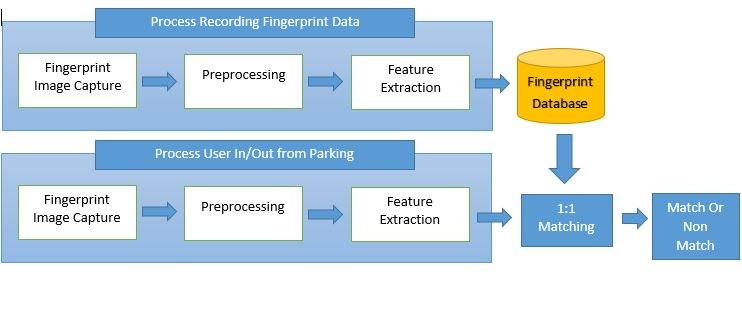 Process Recording Fingerprint Data
Fingerprint
Image Capture
Preprocessing
Feature
Extraction
Fingerprint
Database
Process User In/Out from Parking
Fingerprint
Image Capture
Preprocessing
Feature
Extraction
1:1
Matching
Match Or
Non
Match